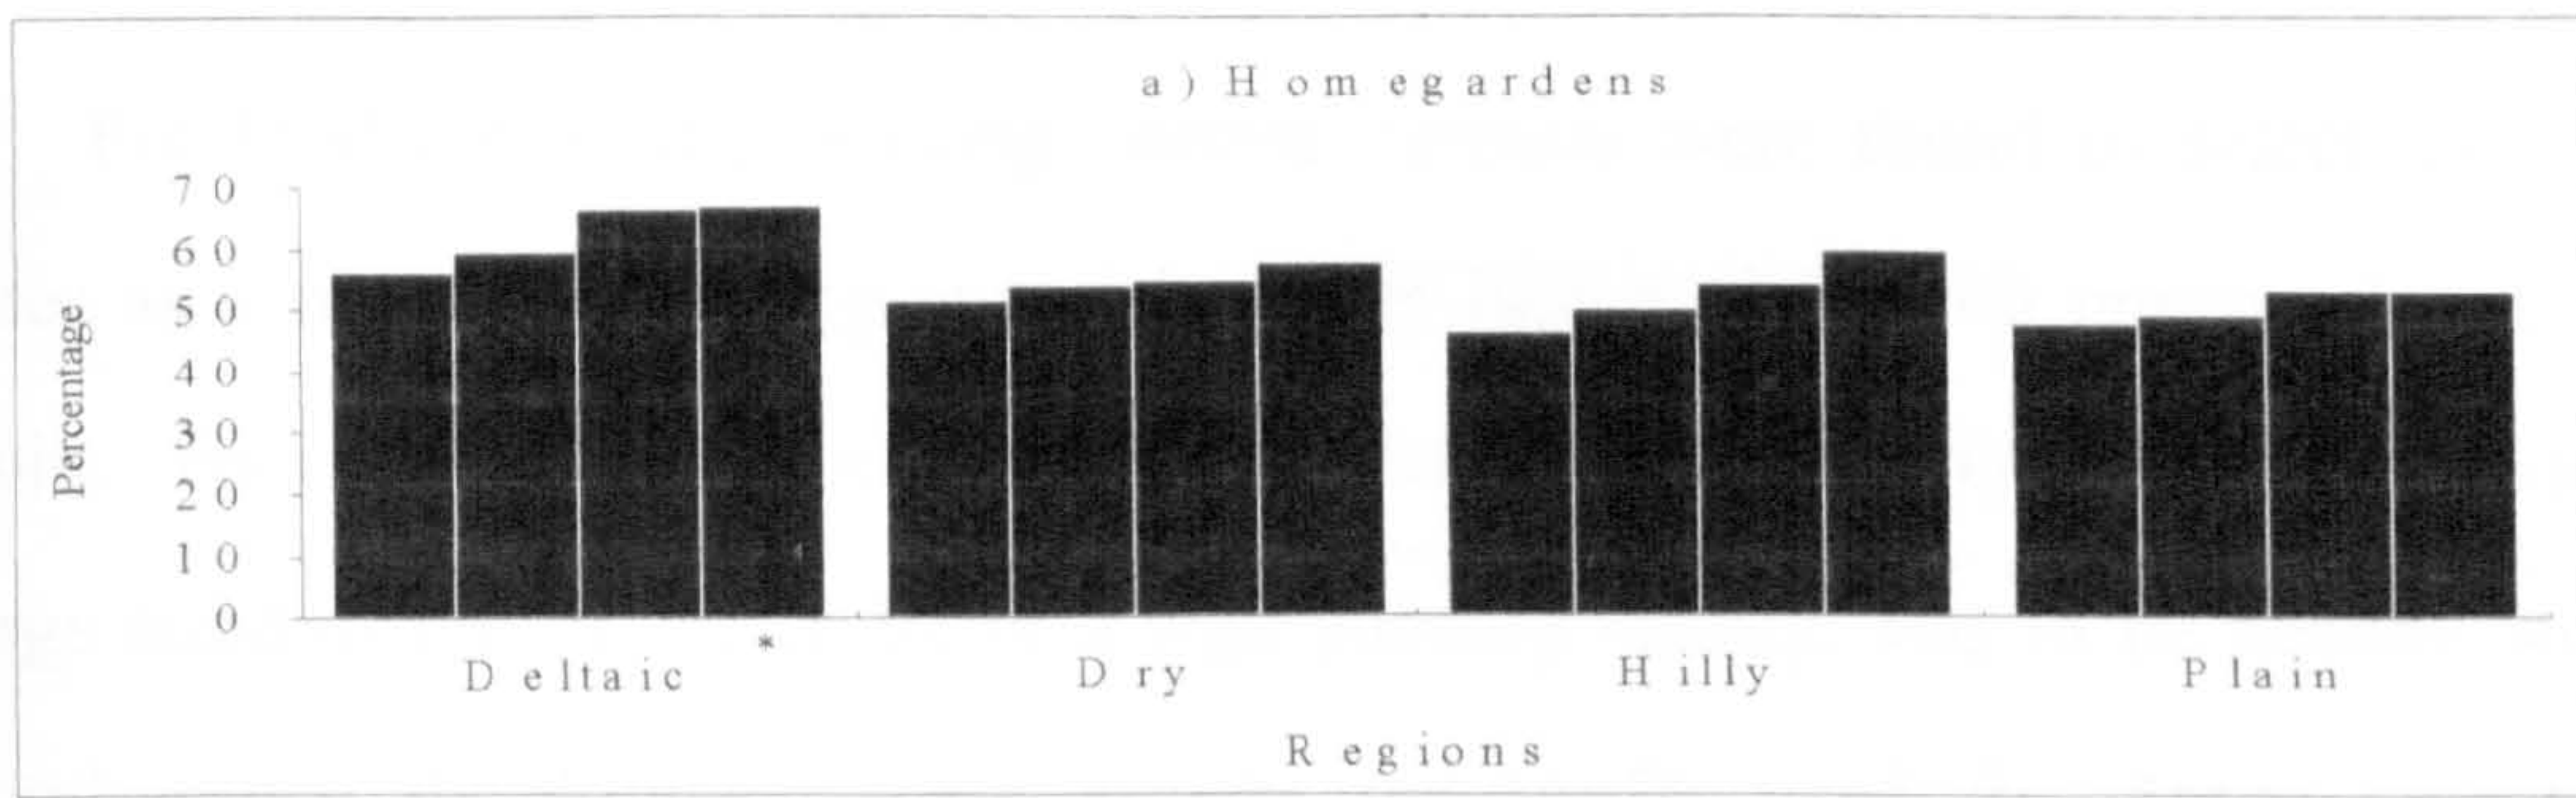 a) Homegardens
Percentage
70
60
50
40
30
20
10
0
*
Deltaic
Dry
Hilly
Plain
Regions